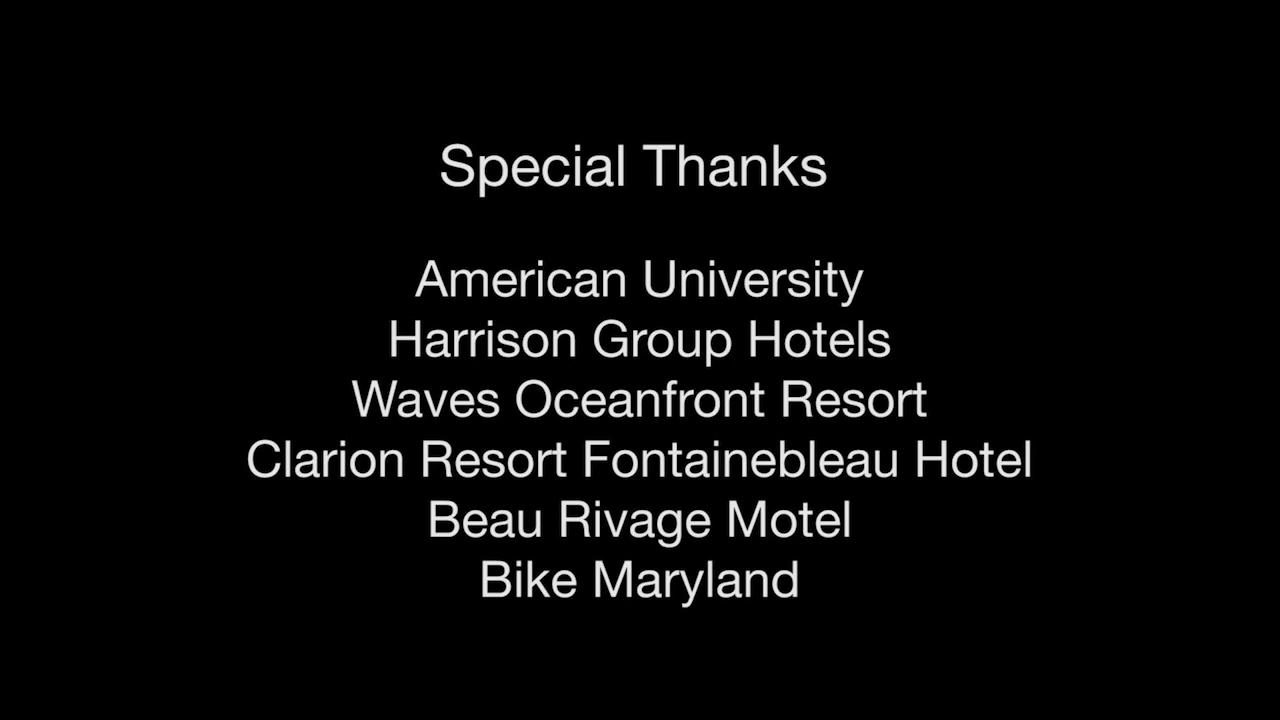 Special Thanks
American University
Harrison Group Hotels
Waves Oceanfront Resort
Clarion Resort Fontainebleau Hotel
Beau Rivage Motel
Bike Maryland